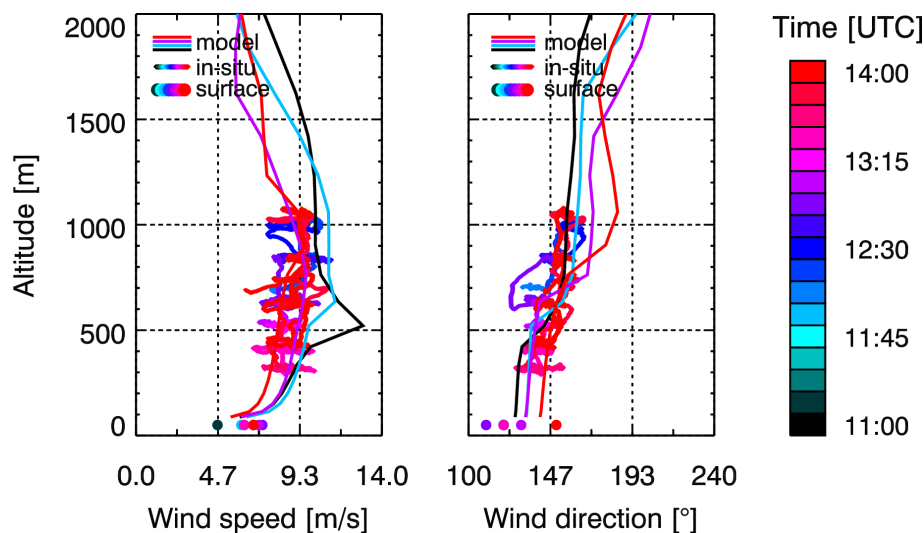 Time [UTC]
2000
1500
1000
500
0
Altitude [m]
model
in-situ
surface
0.0 4.7 9.3 14.0
Wind speed [m/s]
model
in-situ
surface
100 147 193 240
Wind direction [°]
14:00
13:15
12:30
11:45
11:00